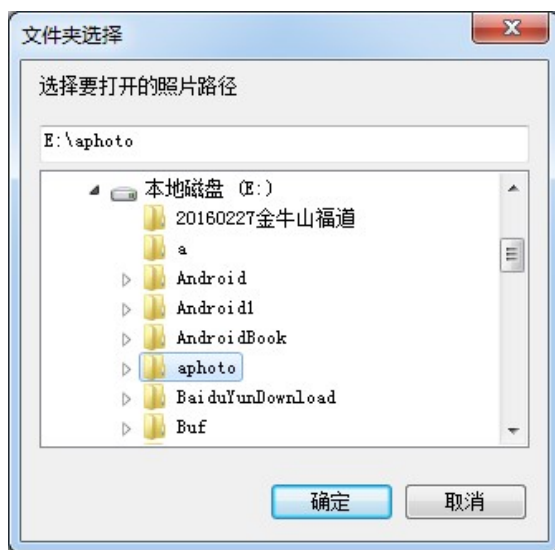 文件夹选择
选择要打开的照片路径
E:\aphoto
本地磁盘 (E:)
20160227金牛山福道
a
Android
Android1
AndroidBook
aphoto
BaiduYunDownload
Buf
确定
取消